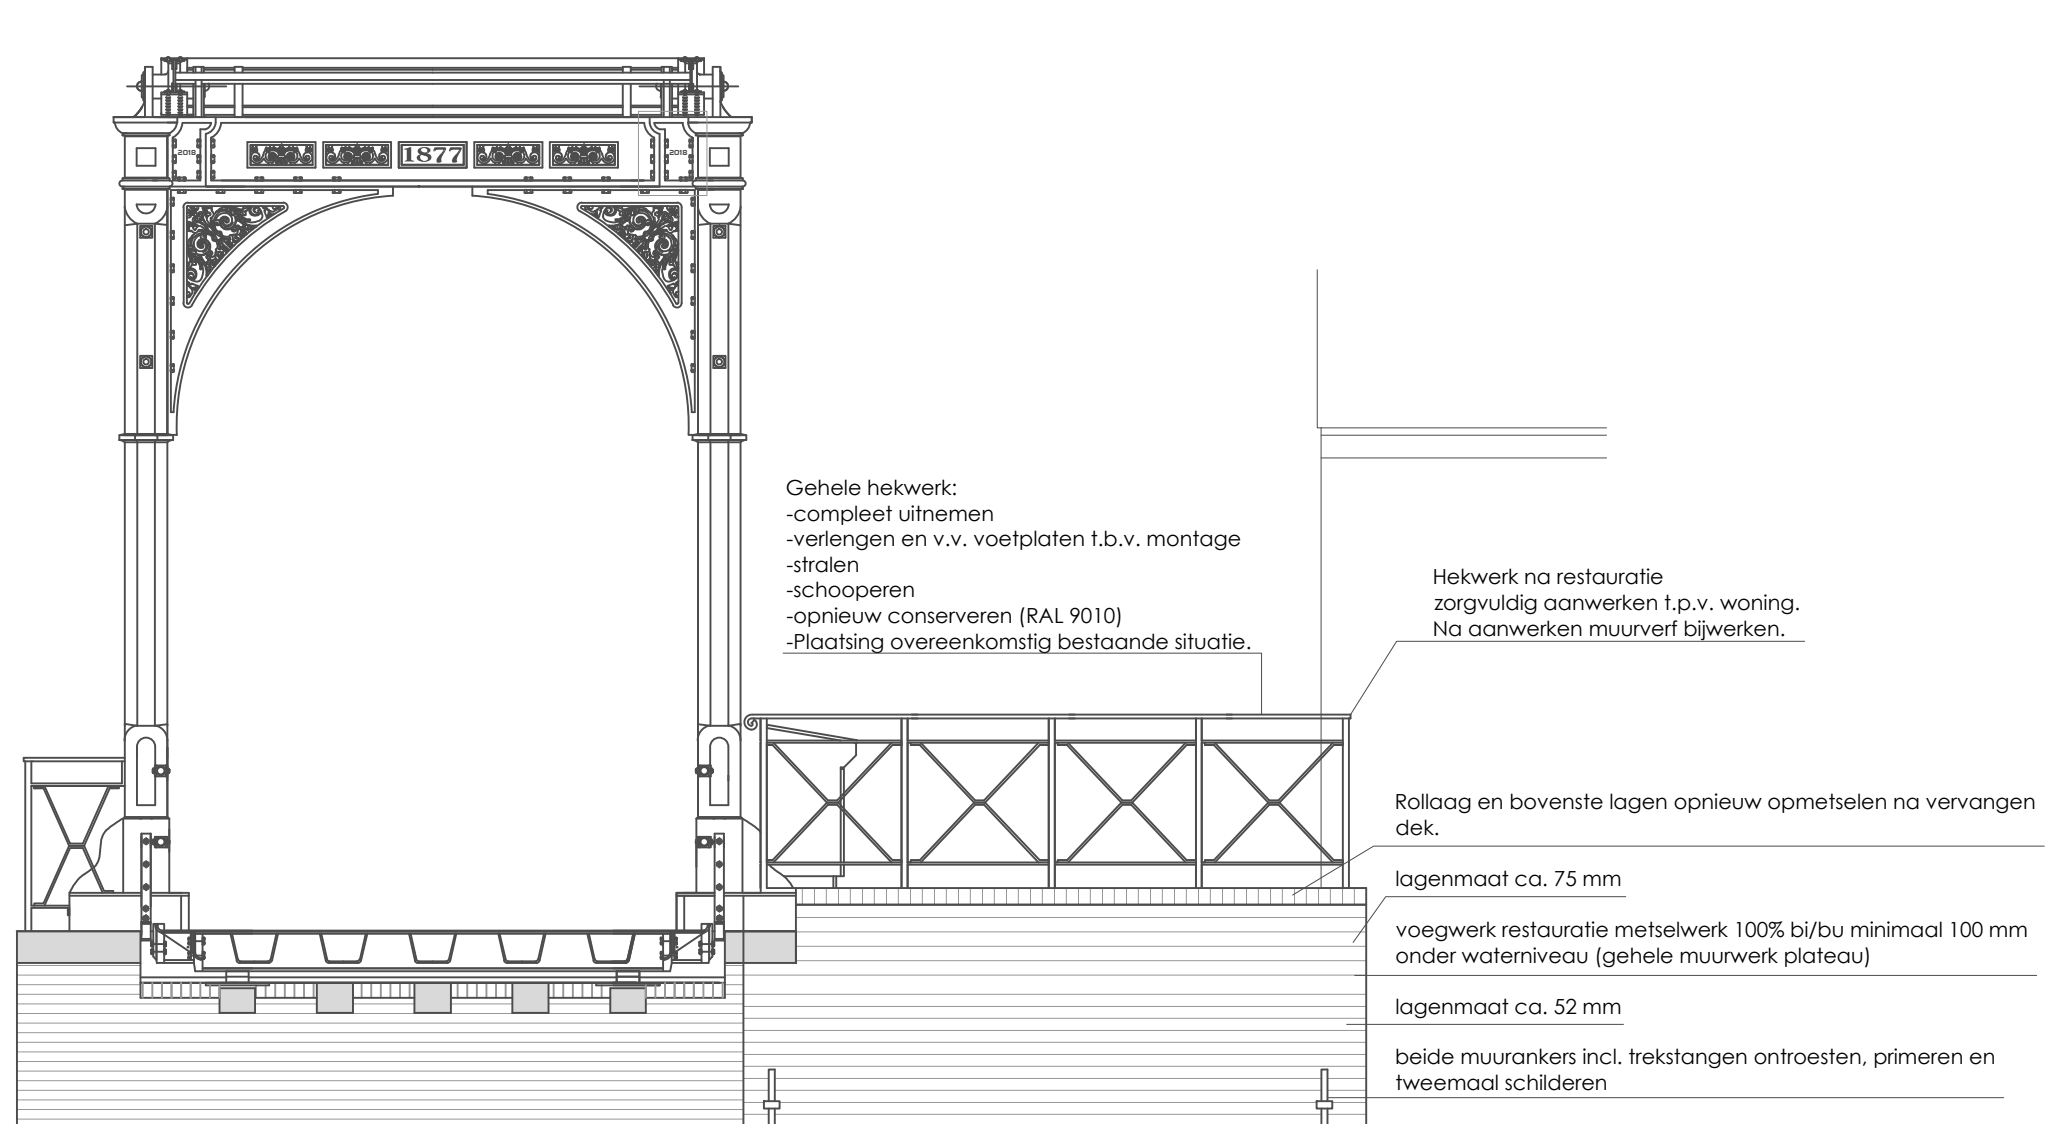 2018
1877
2018
Gehele hekwerk:
-compleet uitnemen
-verlengen en v.v. voetplaten t.b.v. montage
-stralen
-schooperen
-opnieuw conserveren (RAL 9010)
-Plaatsing overeenkomstig bestaande situatie.
Hekwerk na restauratie
zorgvuldig aanwerken t.p.v. woning.
Na aanwerken muurverf bijwerken.
Rollaag en bovenste lagen opnieuw opmetselen na vervangen
dek.
lagenmaat ca. 75 mm
voegwerk restauratie metselwerk 100% bi/bu minimaal 100 mm
onder waterniveau (gehele muurwerk plateau)
lagenmaat ca. 52 mm
beide muurankers incl. trekstangen ontroesten, primeren en
tweemaal schilderen